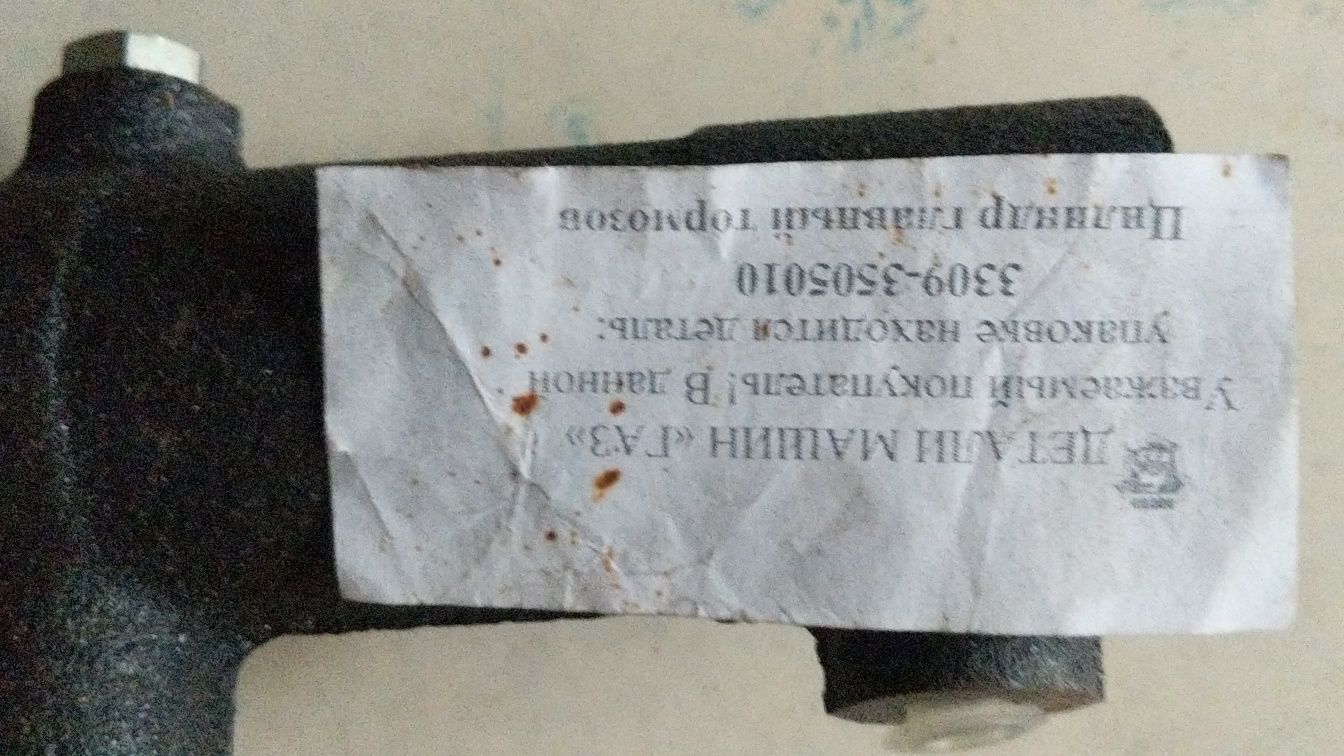 ДЕТАЛИ МАШИН «ГАЗ»
Уважаемый покупатель! В данной
упаковке находится деталь:
3309-3505010
Цилиндр главный тормозов